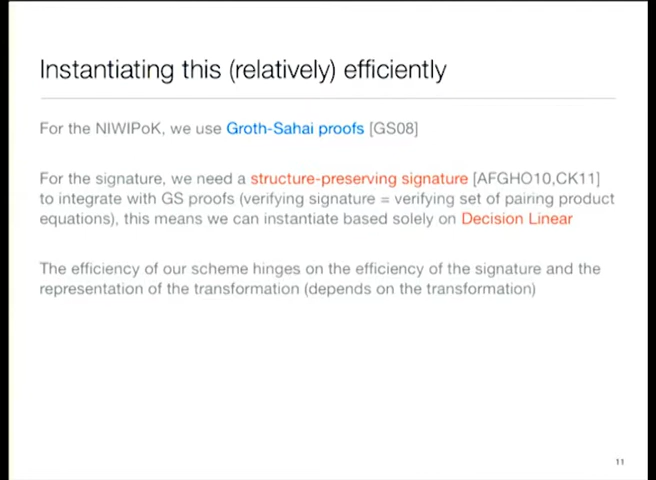 Instantiating this (relatively) efficiently
For the NIWIPoK, we use Groth-Sahai proofs [GS08]
For the signature, we need a structure-preserving signature [AFGHO10,CK11]
to integrate with GS proofs (verifying signature = verifying set of pairing product
equations), this means we can instantiate based solely on Decision Linear
The efficiency of our scheme hinges on the efficiency of the signature and the
representation of the transformation (depends on the transformation)
11